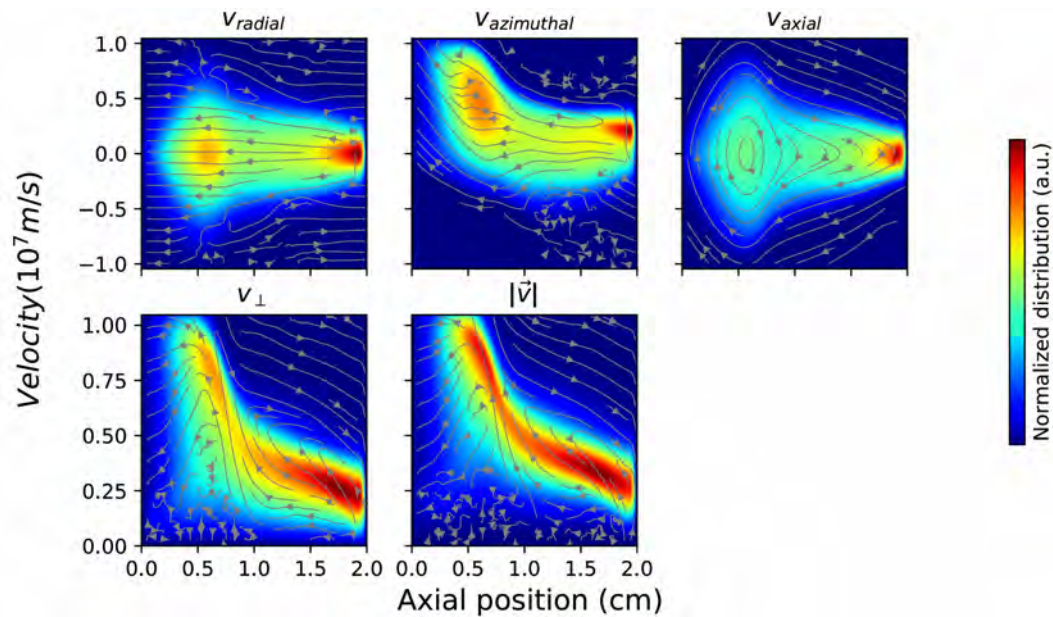 v_radial
v_azimuthal
v_axial
1.0
0.5
0.0
−0.5
−1.0
Velocity(10^7 m/s)
v_⊥
|v⃗|
1.00
0.75
0.50
0.25
0.00
0.0 0.5 1.0 1.5 2.0
0.0 0.5 1.0 1.5 2.0
Axial position (cm)
Normalized distribution (a.u.)